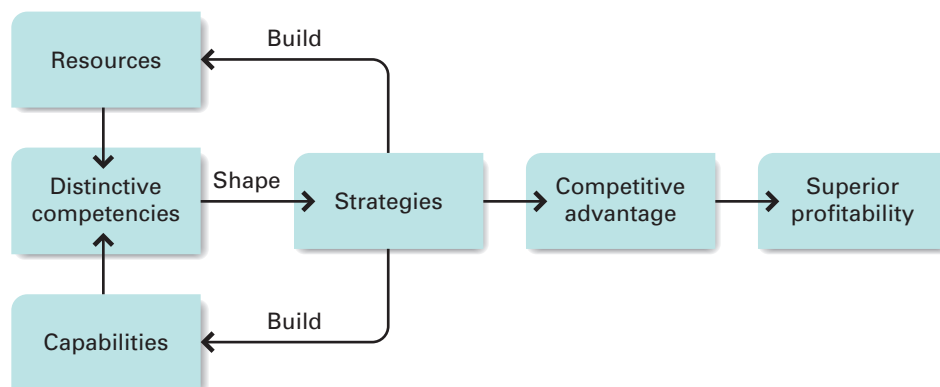 Build
Resources
Distinctive
competencies
Shape
Strategies
Competitive
advantage
Superior
profitability
Build
Capabilities